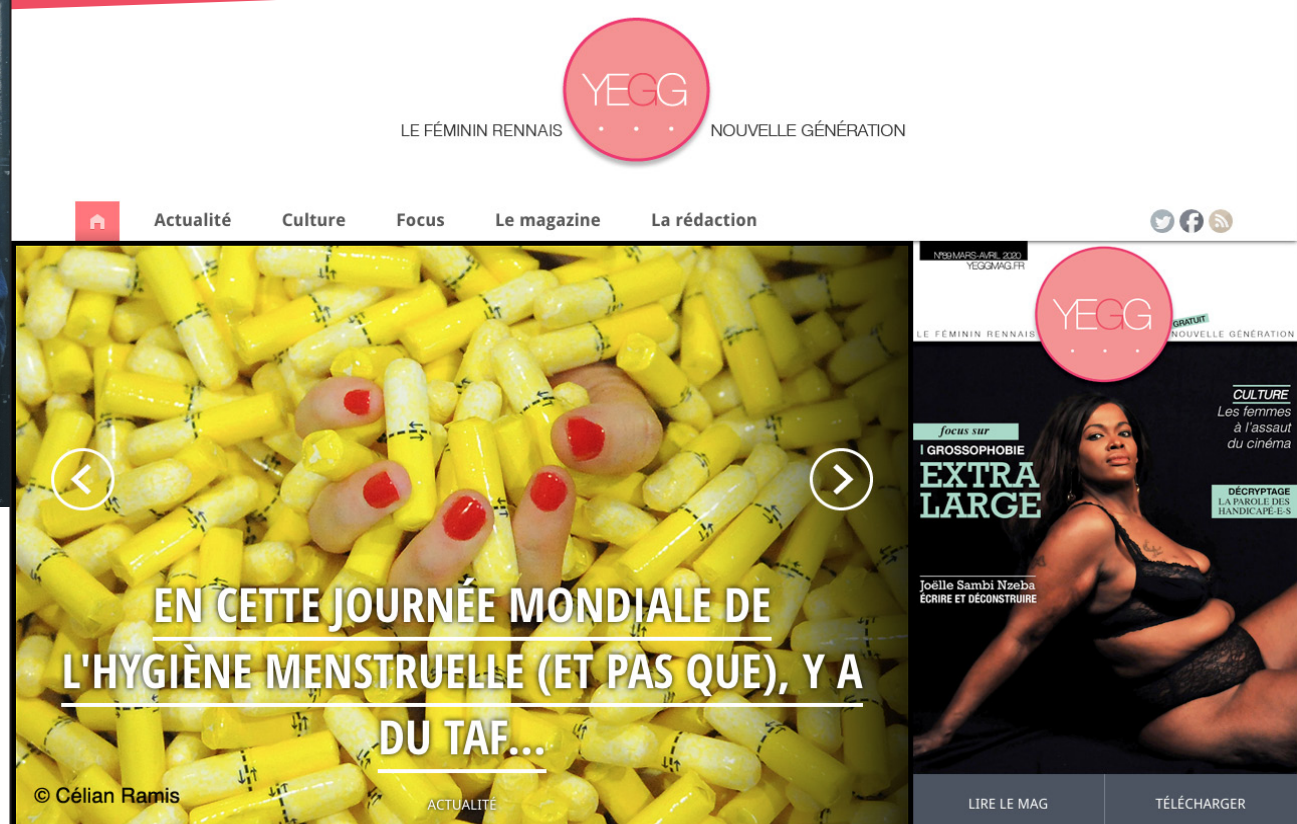 YEGG
LE FÉMININ RENNAIS
NOUVELLE GÉNÉRATION
Actualité
Culture
Focus
Le magazine
La rédaction
EN CETTE JOURNÉE MONDIALE DE
L'HYGIÈNE MENSTRUELLE (ET PAS QUE), Y A
DU TAF...
© Célian Ramis
ACTUALITÉ
N°89 MARS-AVRIL 2020
YEGGMAG.FR
YEGG
GRATUIT
LE FÉMININ RENNAIS
NOUVELLE GÉNÉRATION
CULTURE
Les femmes
à l'assaut
du cinéma
focus sur
I GROSSOPHOBIE
EXTRA
LARGE
DÉCRYPTAGE
LA PAROLE DES
HANDICAPÉ·E·S
Joëlle Sambi Nzeba
ÉCRIRE ET DÉCONSTRUIRE
LIRE LE MAG
TÉLÉCHARGER